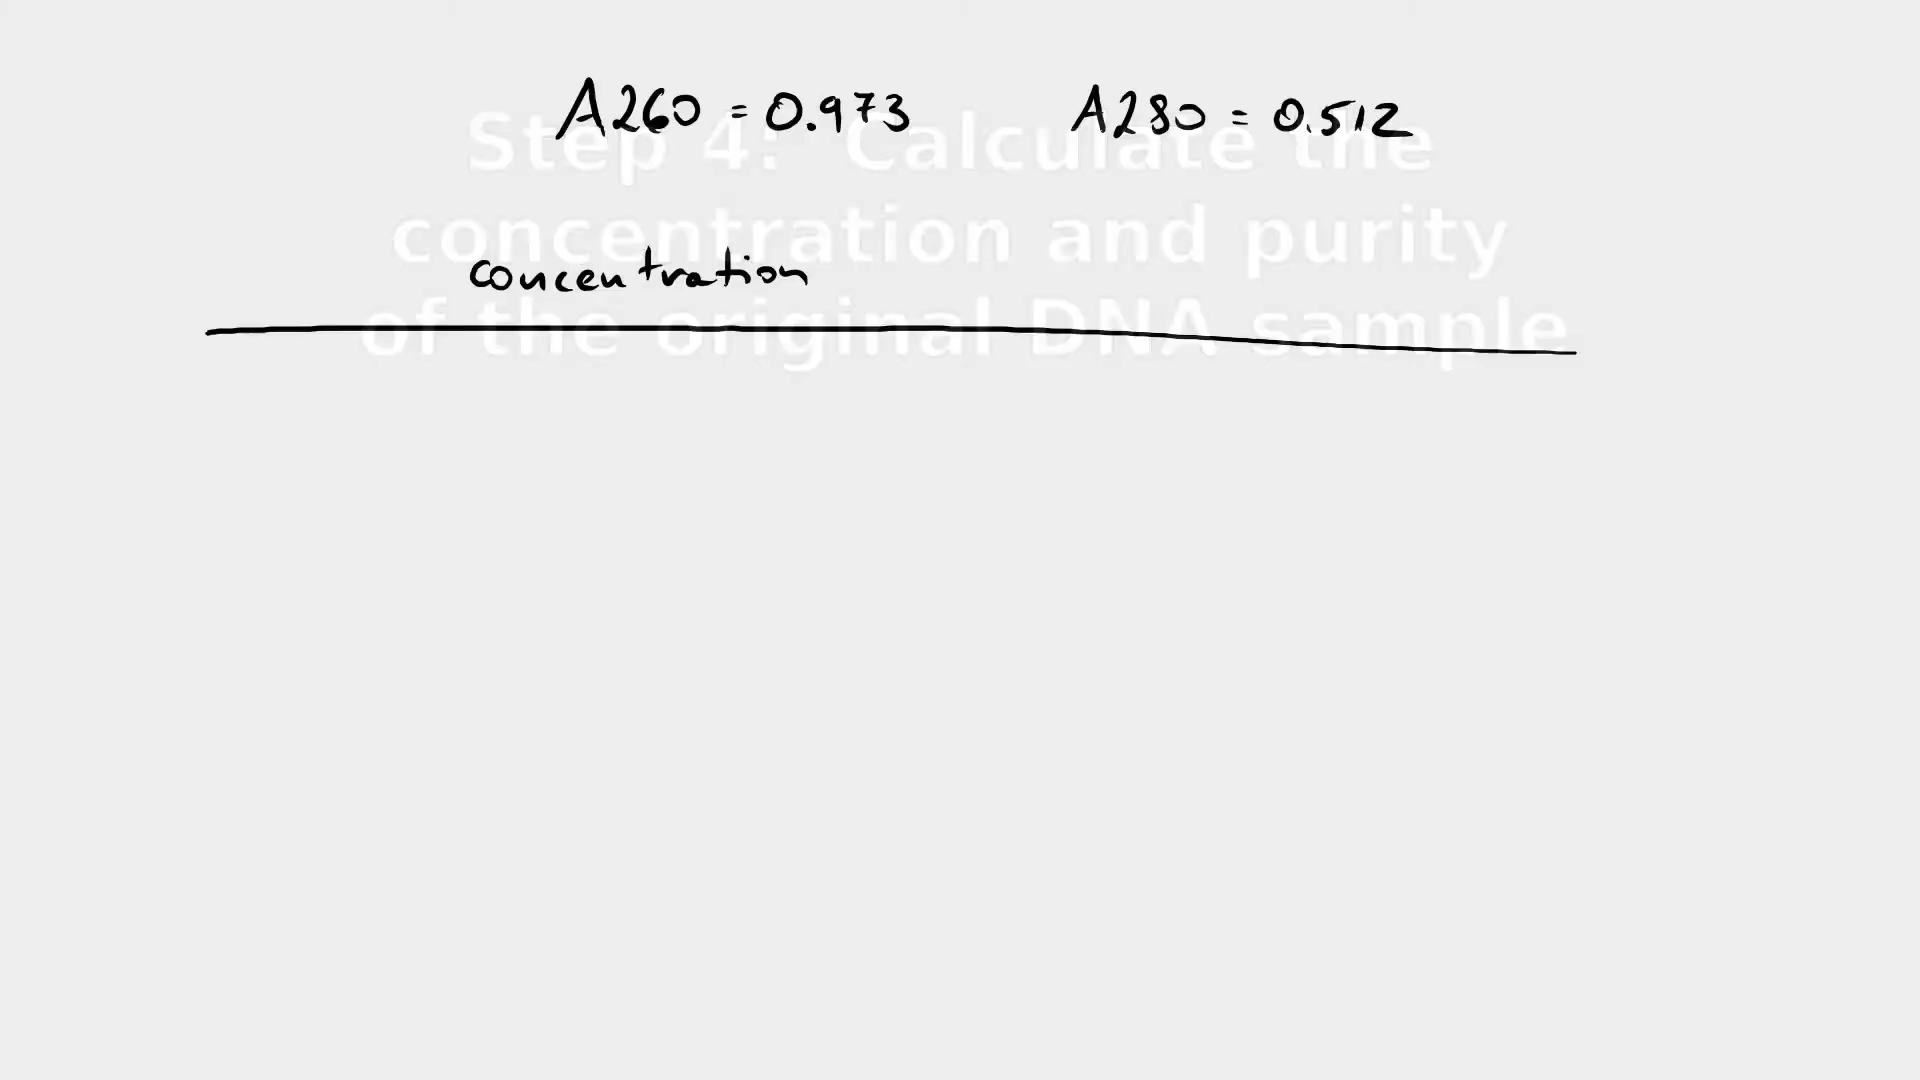 A260 = 0.973 A280 = 0.512
Step 4: Calculate the
concentration and purity
concentration
of the original DNA sample